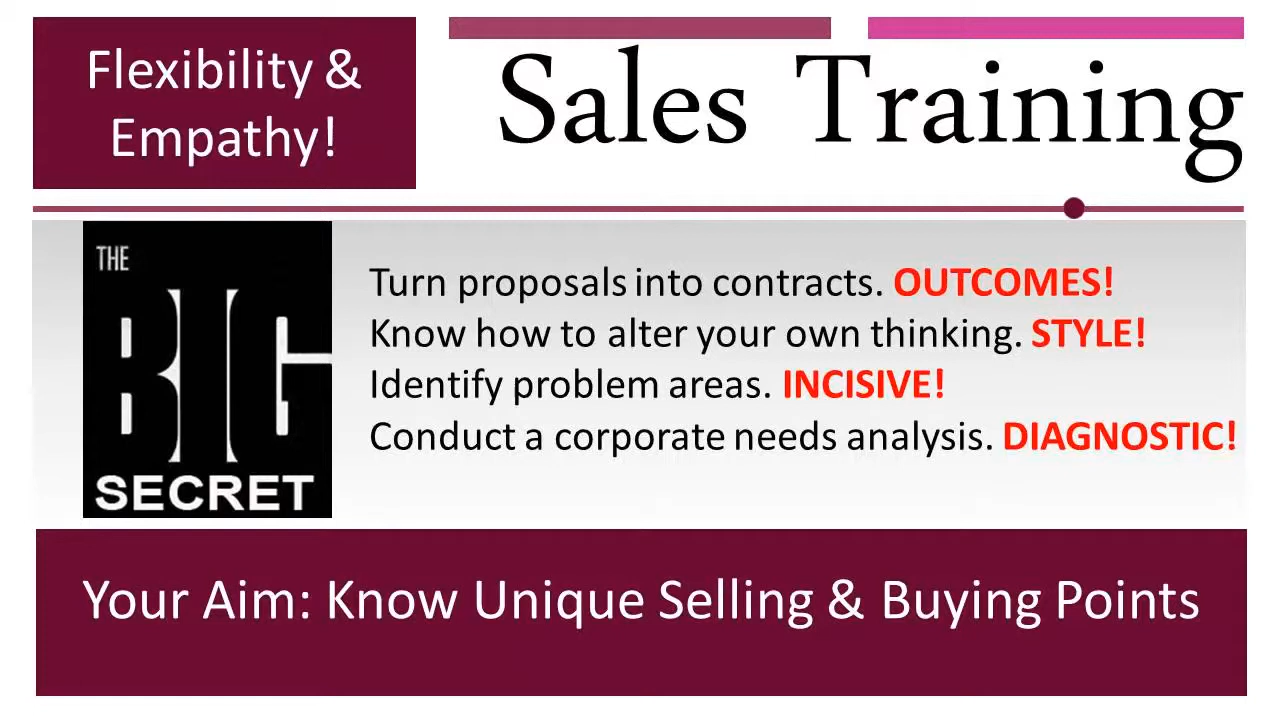 Flexibility &
Empathy!
Sales Training
THE
BIG
SECRET
Turn proposals into contracts. OUTCOMES!
Know how to alter your own thinking. STYLE!
Identify problem areas. INCISIVE!
Conduct a corporate needs analysis. DIAGNOSTIC!
Your Aim: Know Unique Selling & Buying Points